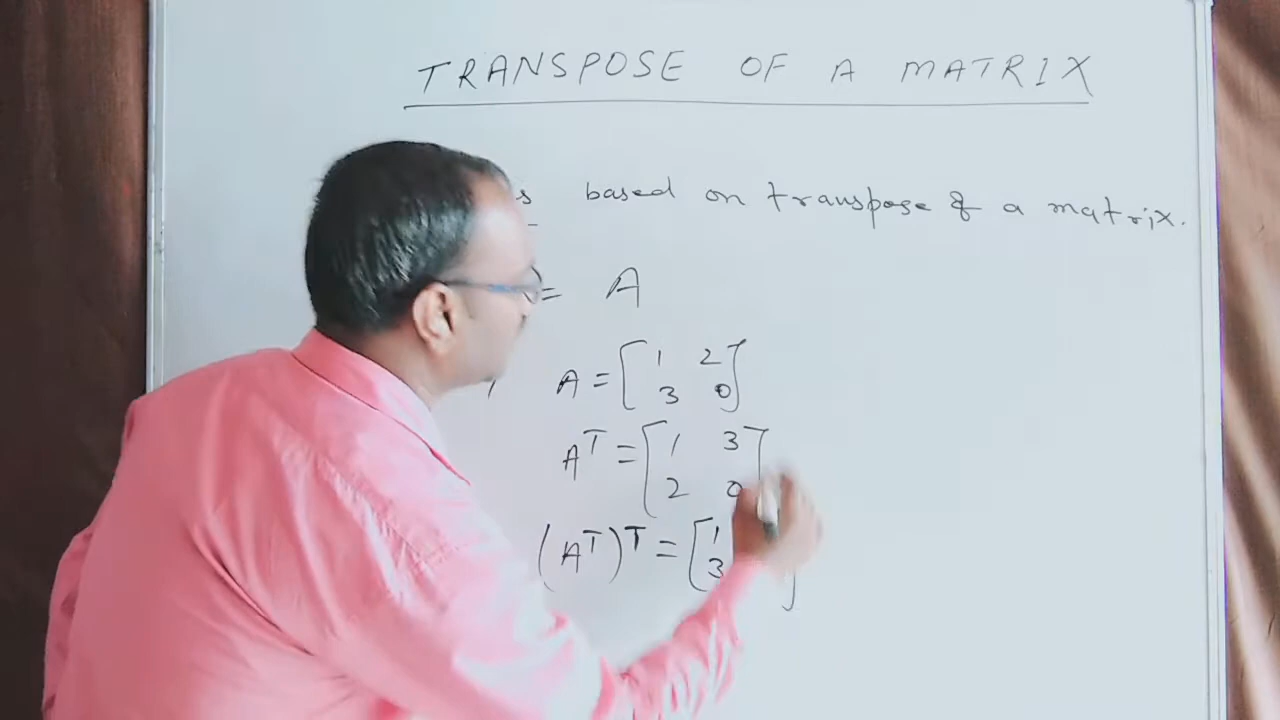 TRANSPOSE OF A MATRIX
s based on transpose of a matrix.
= A
A = [1 2
3 0]
A^T = [1 3
2 0]
(A^T)^T = [1
3 ]